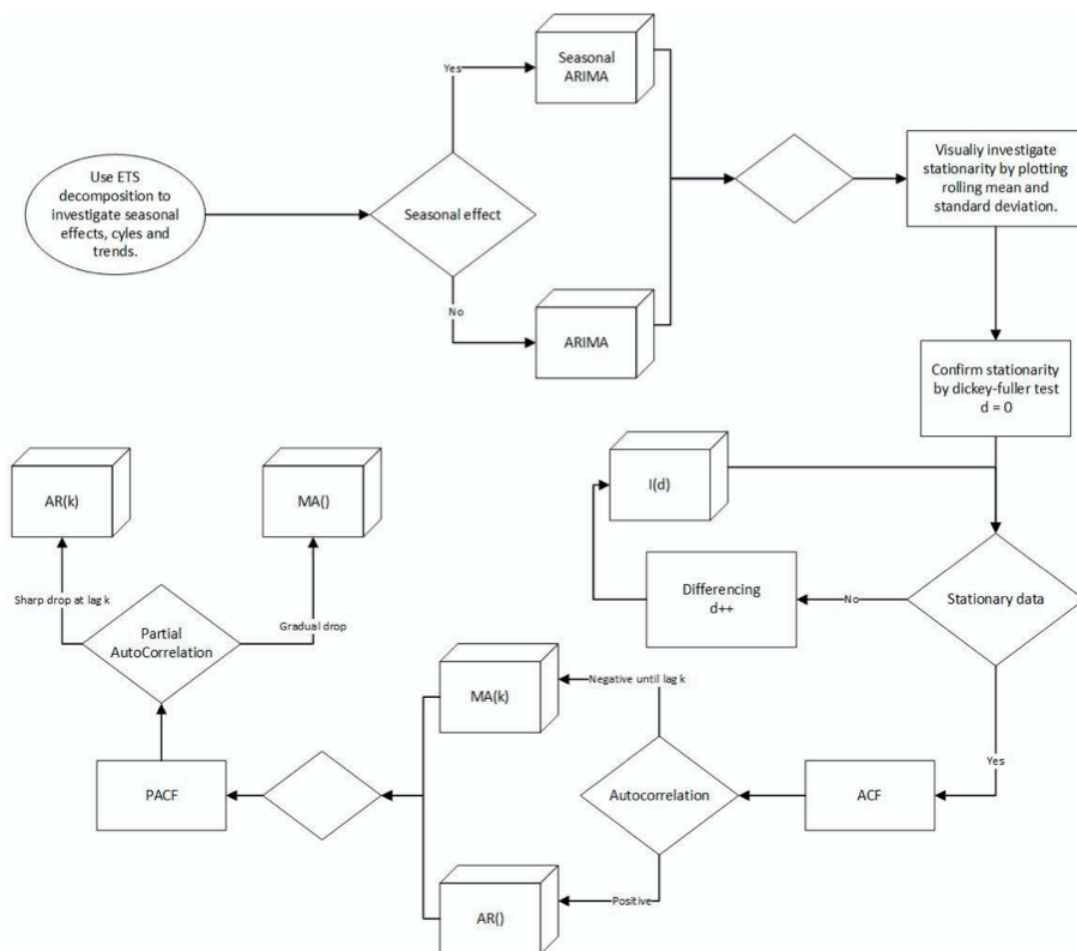 Use ETS
decomposition to
investigate seasonal
effects, cyles and
trends.
Seasonal effect
Yes
Seasonal
ARIMA
No
ARIMA
Visualiy investigate
stationarity by plotting
rolling mean and
standard deviation.
Confirm stationarity
by dickey-fuller test
d = 0
Stationary data
No
Differencing
d++
I(d)
Yes
ACF
Autocorrelation
Negative until lag k
MA(k)
Positive
AR()
PACF
Partial
AutoCorrelation
Sharp drop at lag k
AR(k)
Gradual drop
MA()